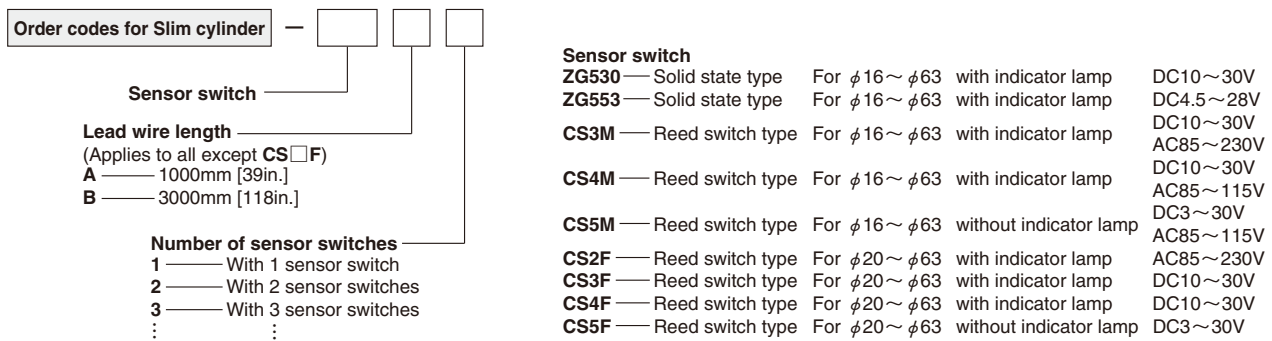 Order codes for Slim cylinder —
Sensor switch
Lead wire length
(Applies to all except CS□F)
A — 1000mm [39in.]
B — 3000mm [118in.]
Number of sensor switches
1 — With 1 sensor switch
2 — With 2 sensor switches
3 — With 3 sensor switches
⋮ ⋮
Sensor switch
ZG530 — Solid state type For φ16～φ63 with indicator lamp DC10～30V
ZG553 — Solid state type For φ16～φ63 with indicator lamp DC4.5～28V
CS3M — Reed switch type For φ16～φ63 with indicator lamp DC10～30V
AC85～230V
CS4M — Reed switch type For φ16～φ63 with indicator lamp DC10～30V
AC85～115V
CS5M — Reed switch type For φ16～φ63 without indicator lamp DC3～30V
AC85～115V
CS2F — Reed switch type For φ20～φ63 with indicator lamp AC85～230V
CS3F — Reed switch type For φ20～φ63 with indicator lamp DC10～30V
CS4F — Reed switch type For φ20～φ63 with indicator lamp DC10～30V
CS5F — Reed switch type For φ20～φ63 without indicator lamp DC3～30V